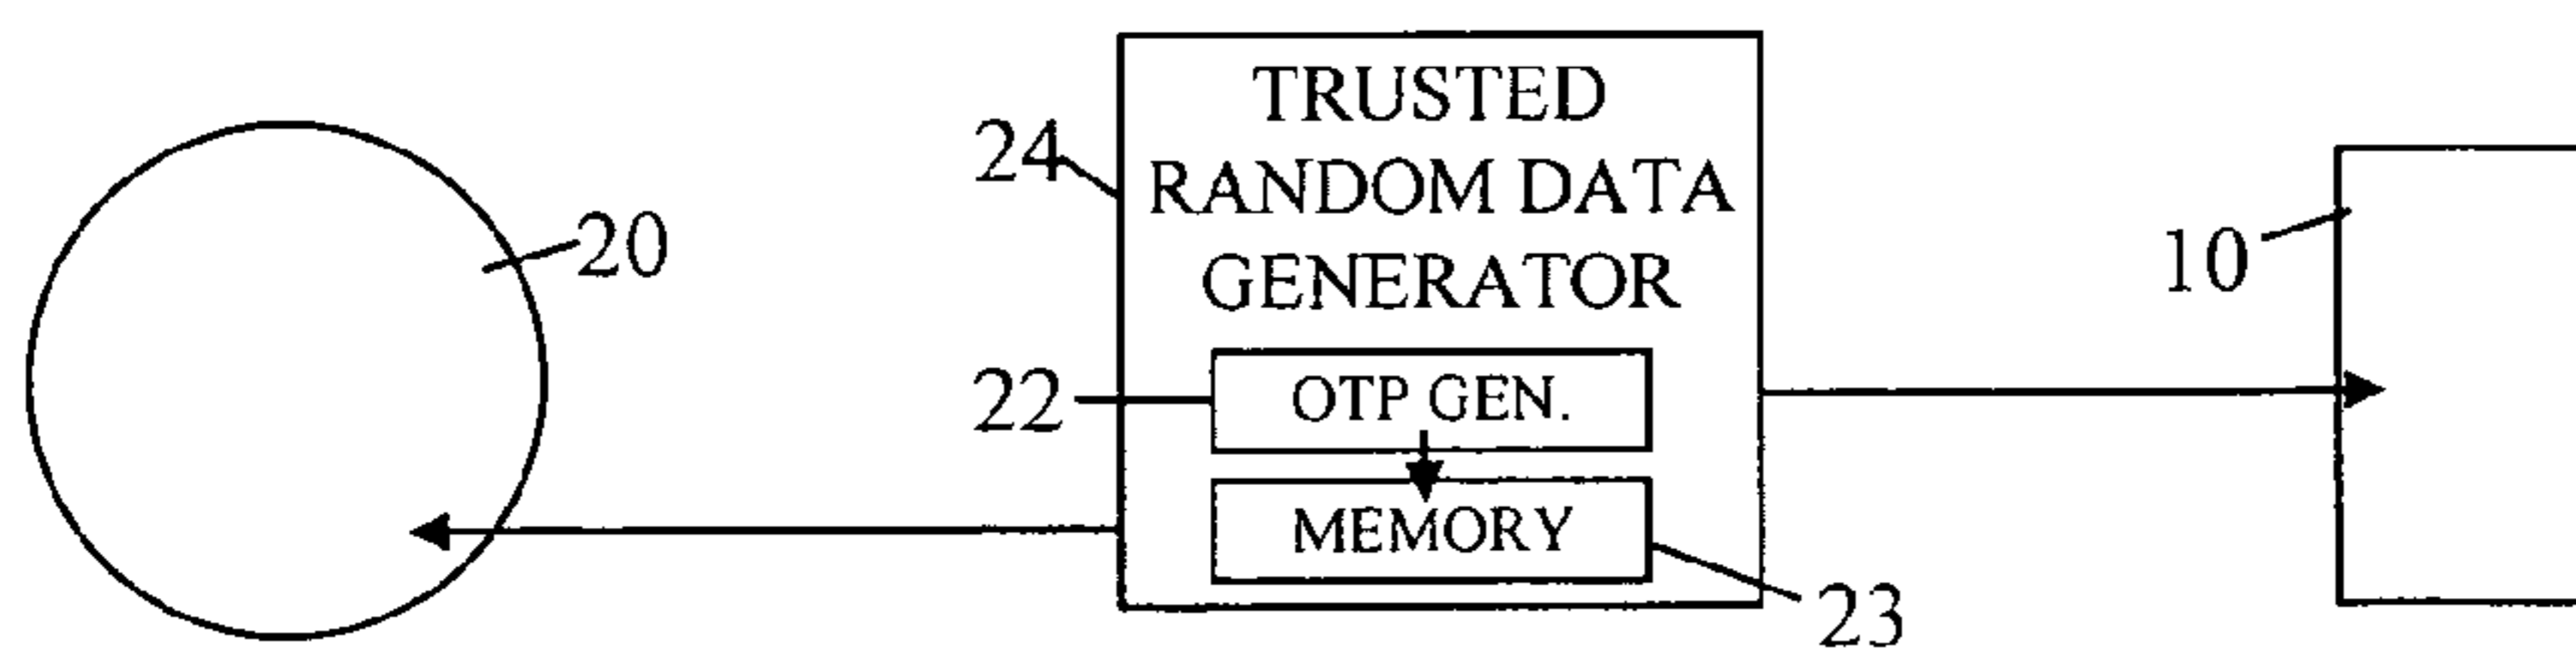 TRUSTED
RANDOM DATA
GENERATOR
24
20
10
22
OTP GEN.
MEMORY
23